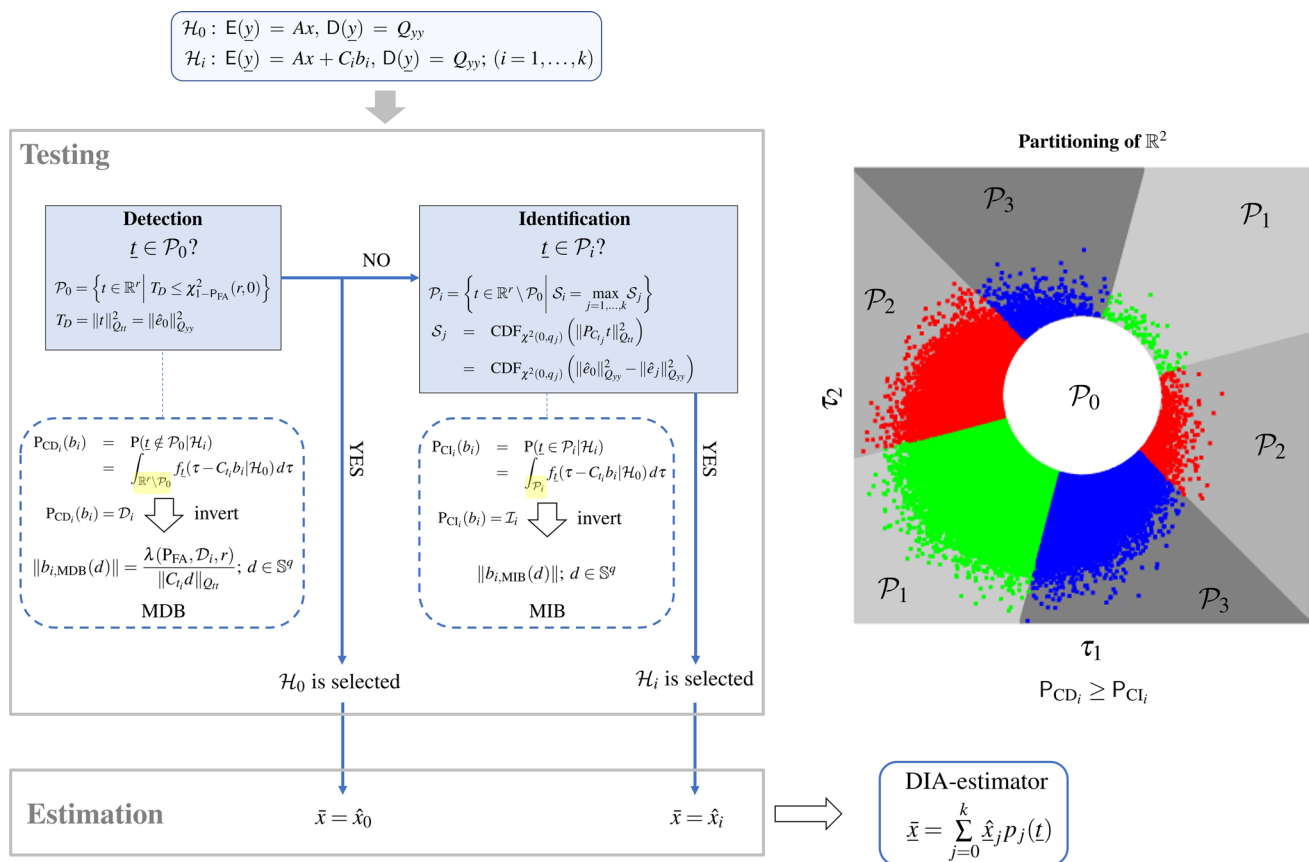 ℋ₀ : E(y̲) = Ax, D(y̲) = Q_yy
ℋᵢ : E(y̲) = Ax + Cᵢbᵢ, D(y̲) = Q_yy; (i = 1,…,k)
Testing
Detection
t̲ ∈ 𝒫₀?
𝒫₀ = { t ∈ ℝ^r | T_D ≤ χ²_{1−P_FA}(r,0) }
T_D = ‖t‖²_{Q_tt} = ‖ê₀‖²_{Q_yy}
NO
Identification
t̲ ∈ 𝒫ᵢ?
𝒫ᵢ = { t ∈ ℝ^r \ 𝒫₀ | 𝒮ᵢ = max_{j=1,…,k} 𝒮ⱼ }
𝒮ⱼ = CDF_{χ²(0,qⱼ)} ( ‖P_{C_{tⱼ}} t‖²_{Q_tt} )
= CDF_{χ²(0,qⱼ)} ( ‖ê₀‖²_{Q_yy} − ‖êⱼ‖²_{Q_yy} )
P_{CDᵢ}(bᵢ) = P(t̲ ∉ 𝒫₀|ℋᵢ)
= ∫_{ℝ^r\𝒫₀} f_t̲(τ − C_{tᵢ}bᵢ|ℋ₀) dτ
P_{CDᵢ}(bᵢ) = 𝒟ᵢ
invert
‖b_{i,MDB}(d)‖ = λ(P_FA, 𝒟ᵢ, r) / ‖C_{tᵢ}d‖_{Q_tt}; d ∈ 𝕊^q
MDB
YES
P_{CIᵢ}(bᵢ) = P(t̲ ∈ 𝒫ᵢ|ℋᵢ)
= ∫_{𝒫ᵢ} f_t̲(τ − C_{tᵢ}bᵢ|ℋ₀) dτ
P_{CIᵢ}(bᵢ) = ℐᵢ
invert
‖b_{i,MIB}(d)‖; d ∈ 𝕊^q
MIB
YES
ℋ₀ is selected
ℋᵢ is selected
Estimation
x̄ = x̂₀
x̄ = x̂ᵢ
Partitioning of ℝ²
𝒫₃
𝒫₁
𝒫₂
𝒫₀
τ₂
𝒫₂
𝒫₁
𝒫₃
τ₁
P_{CDᵢ} ≥ P_{CIᵢ}
DIA-estimator
x̲̄ = ∑_{j=0}^{k} x̲̂ⱼ pⱼ(t̲)